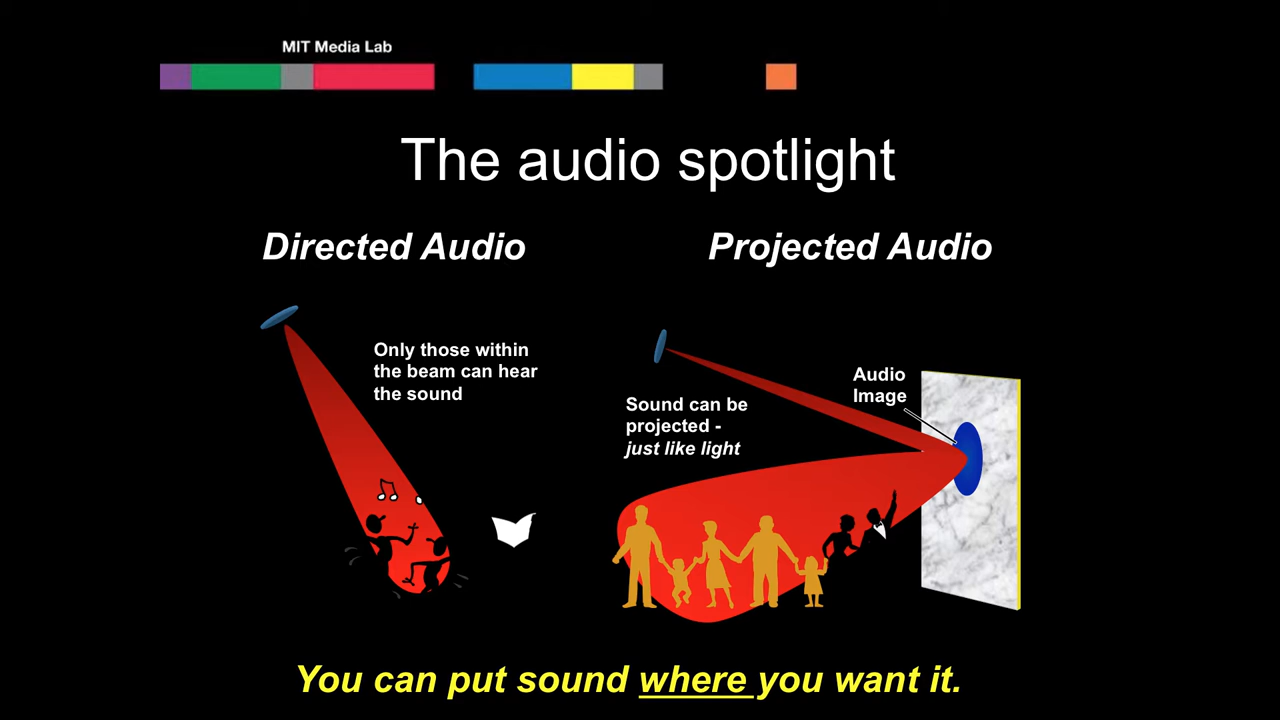 MIT Media Lab
The audio spotlight
Directed Audio
Only those within
the beam can hear
the sound
Projected Audio
Sound can be
projected -
just like light
Audio
Image
You can put sound where you want it.